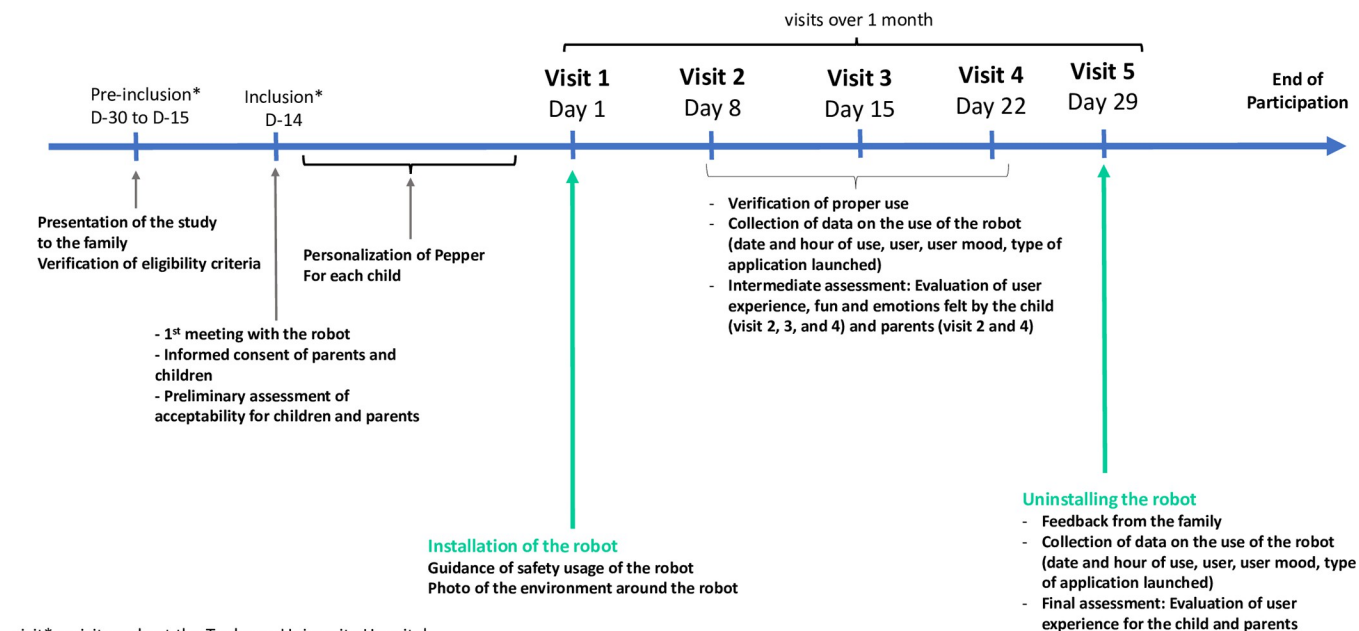 visits over 1 month
Pre-inclusion*
D-30 to D-15
Inclusion*
D-14
Visit 1
Day 1
Visit 2
Day 8
Visit 3
Day 15
Visit 4
Day 22
Visit 5
Day 29
End of
Participation
Presentation of the study
to the family
Verification of eligibility criteria
- 1st meeting with the robot
- Informed consent of parents and
children
- Preliminary assessment of
acceptability for children and parents
Personalization of Pepper
For each child
- Verification of proper use
- Collection of data on the use of the robot
(date and hour of use, user, user mood, type of
application launched)
- Intermediate assessment: Evaluation of user
experience, fun and emotions felt by the child
(visit 2, 3, and 4) and parents (visit 2 and 4)
Installation of the robot
Guidance of safety usage of the robot
Photo of the environment around the robot
Uninstalling the robot
- Feedback from the family
- Collection of data on the use of the robot
(date and hour of use, user, user mood, type
of application launched)
- Final assessment: Evaluation of user
experience for the child and parents